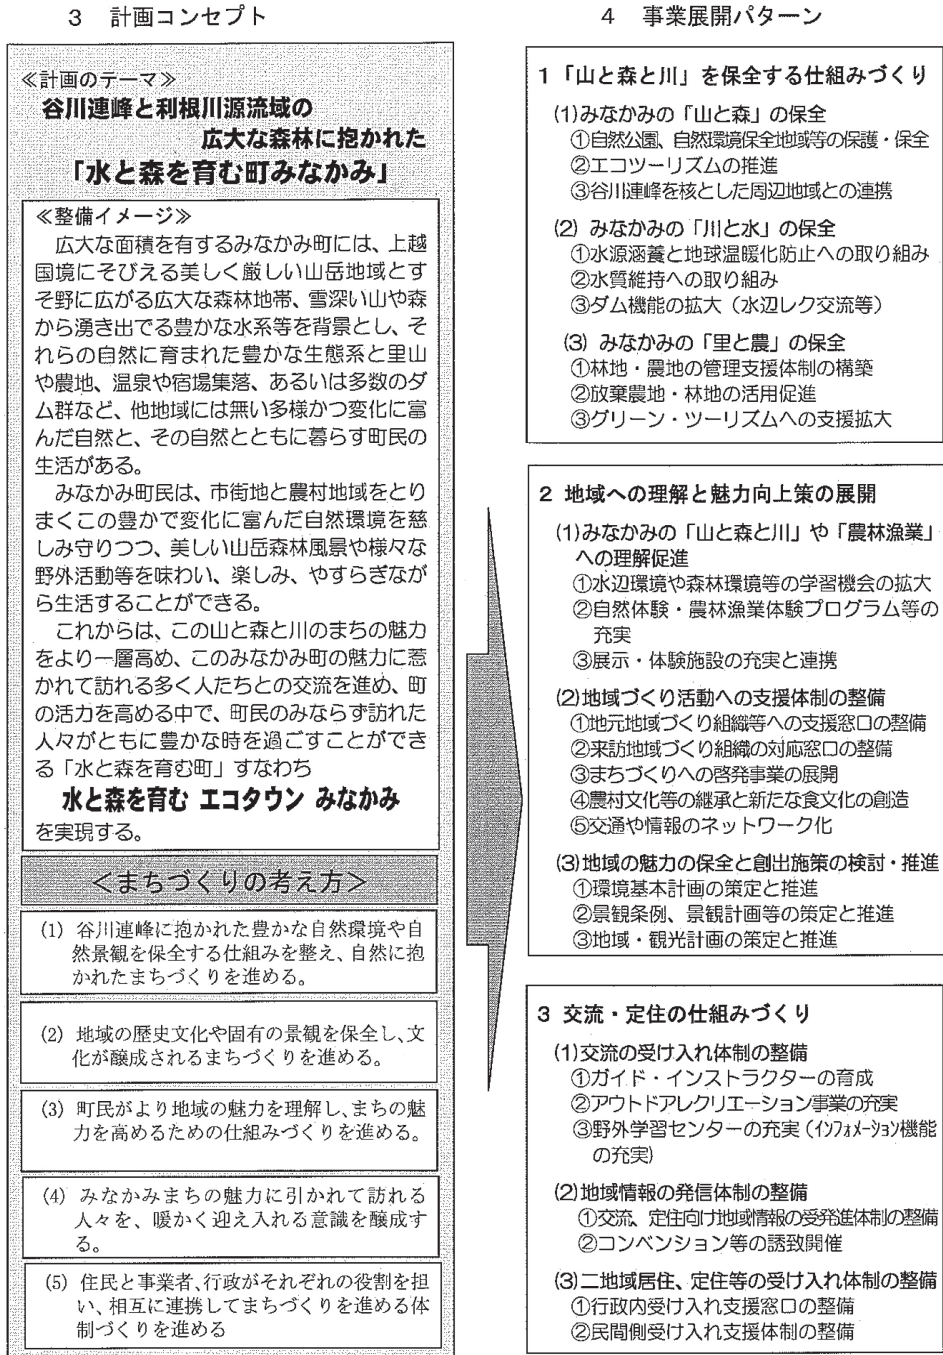 3 計画コンセプト
≪計画のテーマ≫
谷川連峰と利根川源流域の
広大な森林に抱かれた
「水と森を育む町みなかみ」
≪整備イメージ≫
広大な面積を有するみなかみ町には、上越
国境にそびえる美しく厳しい山岳地域とす
そ野に広がる広大な森林地帯、雪深い山や森
から湧き出でる豊かな水系等を背景とし、そ
れらの自然に育まれた豊かな生態系と里山
や農地、温泉や宿場集落、あるいは多数のダ
ム群など、他地域には無い多様かつ変化に富
んだ自然と、その自然とともに暮らす町民の
生活がある。
みなかみ町民は、市街地と農村地域をとり
まくこの豊かで変化に富んだ自然環境を慈
しみ守りつつ、美しい山岳森林風景や様々な
野外活動等を味わい、楽しみ、やすらぎなが
ら生活することができる。
これからは、この山と森と川のまちの魅力
をより一層高め、このみなかみ町の魅力に惹
かれて訪れる多く人たちとの交流を進め、町
の活力を高める中で、町民のみならず訪れた
人々がともに豊かな時を過ごすことができ
る「水と森を育む町」すなわち
水と森を育む エコタウン みなかみ
を実現する。
＜まちづくりの考え方＞
(1) 谷川連峰に抱かれた豊かな自然環境や自
然景観を保全する仕組みを整え、自然に抱
かれたまちづくりを進める。
(2) 地域の歴史文化や固有の景観を保全し、文
化が醸成されるまちづくりを進める。
(3) 町民がより地域の魅力を理解し、まちの魅
力を高めるための仕組みづくりを進める。
(4) みなかみまちの魅力に引かれて訪れる
人々を、暖かく迎え入れる意識を醸成す
る。
(5) 住民と事業者、行政がそれぞれの役割を担
い、相互に連携してまちづくりを進める体
制づくりを進める
4 事業展開パターン
1「山と森と川」を保全する仕組みづくり
(1)みなかみの「山と森」の保全
①自然公園、自然環境保全地域等の保護・保全
②エコツーリズムの推進
③谷川連峰を核とした周辺地域との連携
(2) みなかみの「川と水」の保全
①水源涵養と地球温暖化防止への取り組み
②水質維持への取り組み
③ダム機能の拡大（水辺レク交流等）
(3) みなかみの「里と農」の保全
①林地・農地の管理支援体制の構築
②放棄農地・林地の活用促進
③グリーン・ツーリズムへの支援拡大
2 地域への理解と魅力向上策の展開
(1)みなかみの「山と森と川」や「農林漁業」
への理解促進
①水辺環境や森林環境等の学習機会の拡大
②自然体験・農林漁業体験プログラム等の
充実
③展示・体験施設の充実と連携
(2)地域づくり活動への支援体制の整備
①地元地域づくり組織等への支援窓口の整備
②来訪地域づくり組織の対応窓口の整備
③まちづくりへの啓発事業の展開
④農村文化等の継承と新たな食文化の創造
⑤交通や情報のネットワーク化
(3)地域の魅力の保全と創出施策の検討・推進
①環境基本計画の策定と推進
②景観条例、景観計画等の策定と推進
③地域・観光計画の策定と推進
3 交流・定住の仕組みづくり
(1)交流の受け入れ体制の整備
①ガイド・インストラクターの育成
②アウトドアレクリエーション事業の充実
③野外学習センターの充実（ｲﾝﾌｫﾒｰｼｮﾝ機能
の充実)
(2)地域情報の発信体制の整備
①交流、定住向け地域情報の受発進体制の整備
②コンベンション等の誘致開催
(3)二地域居住、定住等の受け入れ体制の整備
①行政内受け入れ支援窓口の整備
②民間側受け入れ支援体制の整備